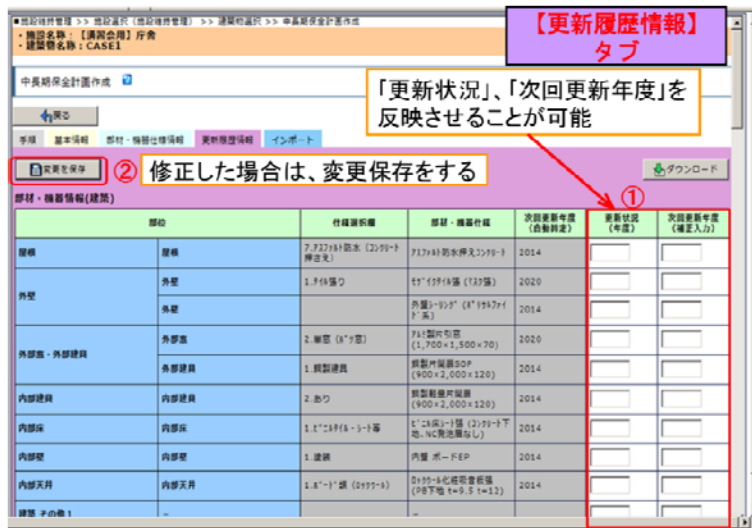 ■施設維持管理 >> 施設選択（施設維持管理） >> 建築物選択 >> 中長期保全計画作成
・施設名称：【講習会用】庁舎
・建築物名称：CASE1
【更新履歴情報】
タブ
中長期保全計画作成
「更新状況」、「次回更新年度」を
反映させることが可能
戻る
手順 基本情報 部材・機器仕様情報 更新履歴情報 インポート
変更を保存 ② 修正した場合は、変更保存をする ダウンロード
部材・機器情報(建築) ①
部位 仕様選択欄 部材・機器仕様 次回更新年度（自動判定） 更新状況（年度） 次回更新年度（補正入力）
屋根 屋根 7.ｱｽﾌｧﾙﾄ防水（ｺﾝｸﾘｰﾄ押さえ） ｱｽﾌｧﾙﾄ防水押えｺﾝｸﾘｰﾄ 2014
外壁 外壁 1.ﾀｲﾙ張り ﾓｻﾞｲｸﾀｲﾙ張（ﾏｽｸ張） 2020
外壁 外壁ｼｰﾘﾝｸﾞ（ﾎﾟﾘｻﾙﾌｧｲﾄﾞ系） 2014
外部窓・外部建具 外部窓 2.単窓（ﾎﾟﾂ窓） ｱﾙﾐ製片引窓（1,700×1,500×70） 2020
外部建具 1.鋼製建具 鋼製片開扉SOP（900×2,000×120） 2014
内部建具 内部建具 2.あり 鋼製軽量片開扉（900×2,000×120） 2014
内部床 内部床 1.ﾋﾞﾆﾙﾀｲﾙ・ｼｰﾄ等 ﾋﾞﾆﾙ床ｼｰﾄ張（ｺﾝｸﾘｰﾄ下地、NC発泡層なし） 2014
内部壁 内部壁 1.塗装 内壁 ボードEP 2014
内部天井 内部天井 1.ﾎﾞｰﾄﾞ類（ﾛｯｸｳｰﾙ） ﾛｯｸｳｰﾙ化粧吸音板張（PB下地 t=9.5 t=12） 2014
建築 その他1 － －